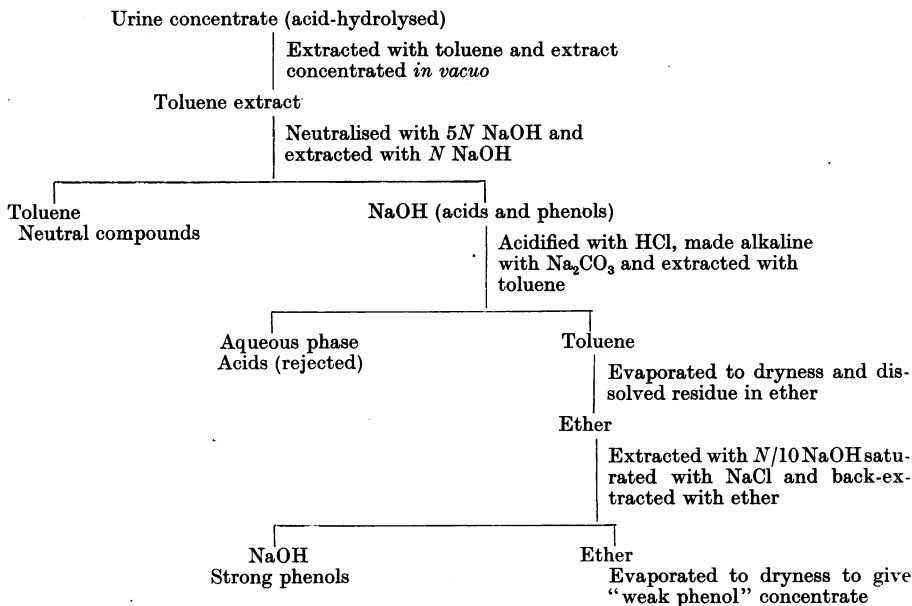 Urine concentrate (acid-hydrolysed)
Extracted with toluene and extract
concentrated in vacuo
Toluene extract
Neutralised with 5N NaOH and
extracted with N NaOH
Toluene
Neutral compounds
NaOH (acids and phenols)
Acidified with HCl, made alkaline
with Na₂CO₃ and extracted with
toluene
Aqueous phase
Acids (rejected)
Toluene
Evaporated to dryness and dis-
solved residue in ether
Ether
Extracted with N/10 NaOH satu-
rated with NaCl and back-ex-
tracted with ether
NaOH
Strong phenols
Ether
Evaporated to dryness to give
“weak phenol” concentrate